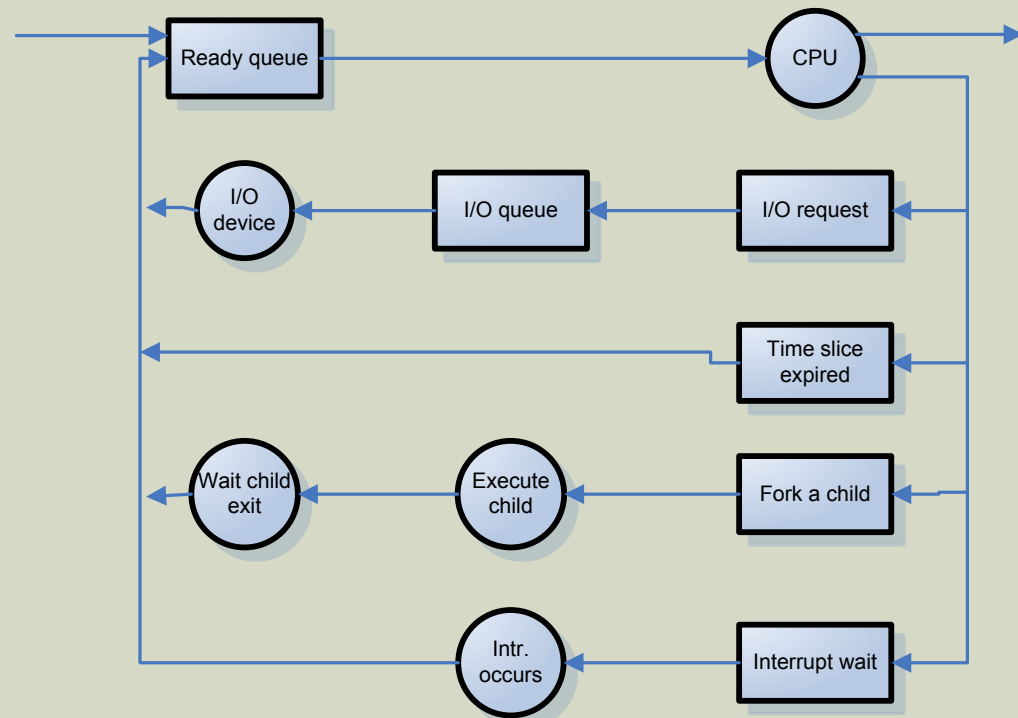 Ready queue
CPU
I/O
device
I/O queue
I/O request
Time slice
expired
Wait child
exit
Execute
child
Fork a child
Intr.
occurs
Interrupt wait